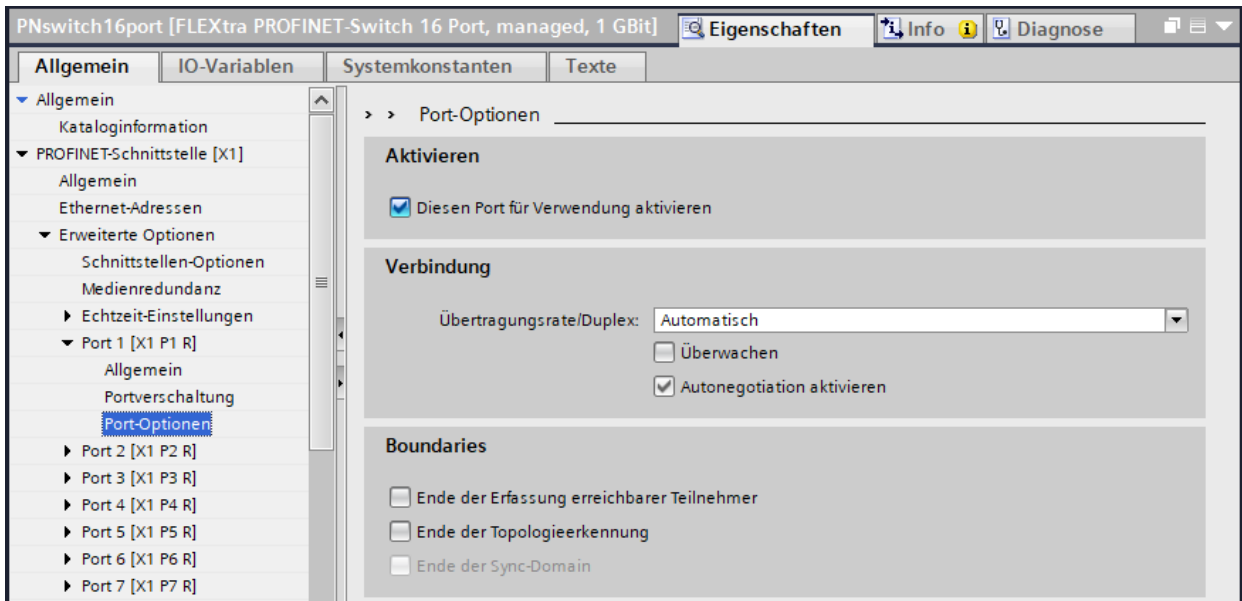 PNswitch16port [FLEXtra PROFINET-Switch 16 Port, managed, 1 GBit]
Eigenschaften
Info
Diagnose
Allgemein
IO-Variablen
Systemkonstanten
Texte
Allgemein
Kataloginformation
PROFINET-Schnittstelle [X1]
Allgemein
Ethernet-Adressen
Erweiterte Optionen
Schnittstellen-Optionen
Medienredundanz
Echtzeit-Einstellungen
Port 1 [X1 P1 R]
Allgemein
Portverschaltung
Port-Optionen
Port 2 [X1 P2 R]
Port 3 [X1 P3 R]
Port 4 [X1 P4 R]
Port 5 [X1 P5 R]
Port 6 [X1 P6 R]
Port 7 [X1 P7 R]
> > Port-Optionen
Aktivieren
Diesen Port für Verwendung aktivieren
Verbindung
Übertragungsrate/Duplex: Automatisch
Überwachen
Autonegotiation aktivieren
Boundaries
Ende der Erfassung erreichbarer Teilnehmer
Ende der Topologieerkennung
Ende der Sync-Domain